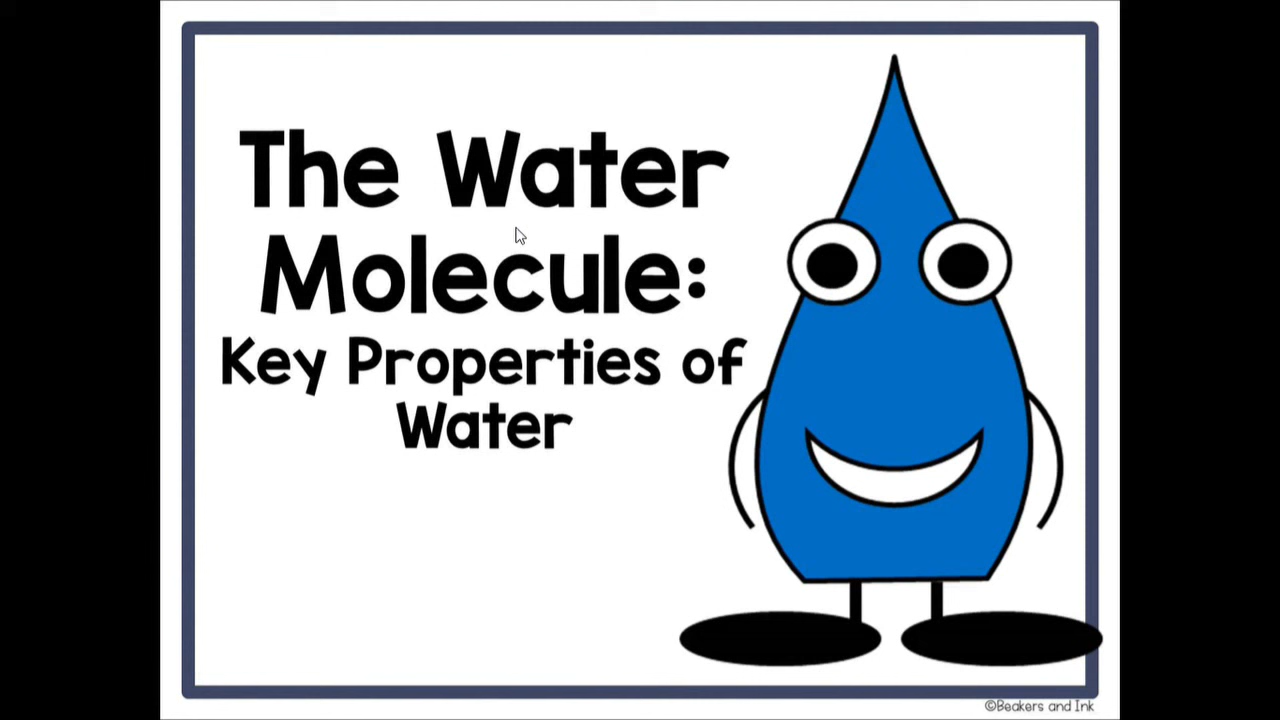 The Water
Molecule:
Key Properties of
Water
©Beakers and Ink